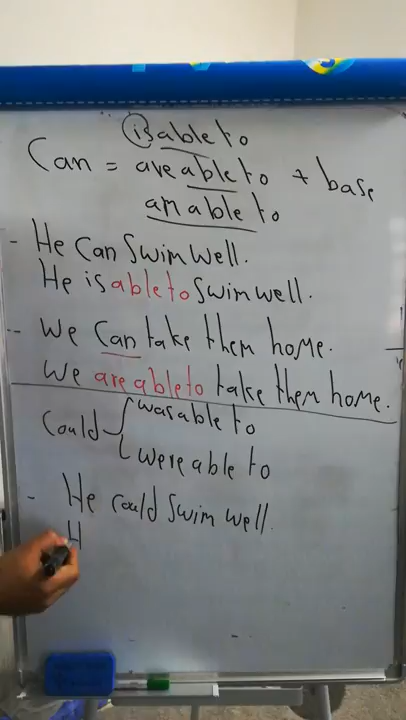 is able to
Can = are able to + base
am able to
- He Can Swim well.
He is able to Swim well.
-- We Can take them home.
We are able to take them home.
Could { was able to
were able to
- He could Swim well.
H